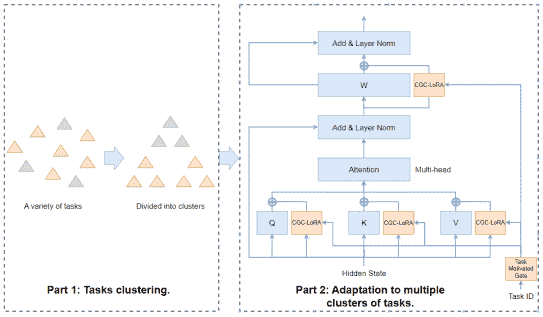 Add & Layer Norm
W
CGC-LoRA
Add & Layer Norm
Attention
Multi-head
A variety of tasks
Divided into clusters
Q
CGC-LoRA
K
CGC-LoRA
V
CGC-LoRA
Hidden State
Task
Motivated
Gate
Task ID
Part 1: Tasks clustering.
Part 2: Adaptation to multiple
clusters of tasks.